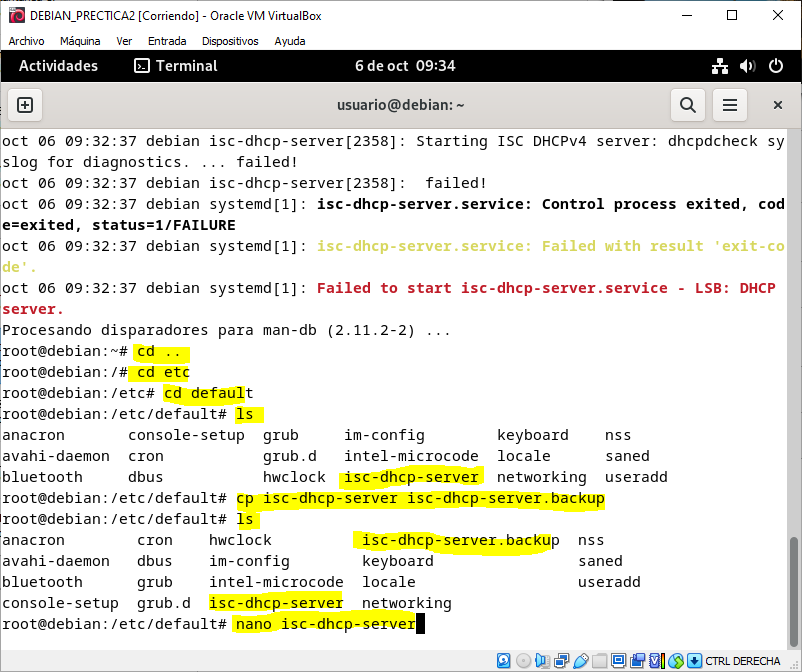 DEBIAN_PRECTICA2 [Corriendo] - Oracle VM VirtualBox
Archivo Máquina Ver Entrada Dispositivos Ayuda
Actividades Terminal 6 de oct 09:34
usuario@debian: ~
oct 06 09:32:37 debian isc-dhcp-server[2358]: Starting ISC DHCPv4 server: dhcpdcheck sy
slog for diagnostics. ... failed!
oct 06 09:32:37 debian isc-dhcp-server[2358]:  failed!
oct 06 09:32:37 debian systemd[1]: isc-dhcp-server.service: Control process exited, cod
e=exited, status=1/FAILURE
oct 06 09:32:37 debian systemd[1]: isc-dhcp-server.service: Failed with result 'exit-co
de'.
oct 06 09:32:37 debian systemd[1]: Failed to start isc-dhcp-server.service - LSB: DHCP
server.
Procesando disparadores para man-db (2.11.2-2) ...
root@debian:~# cd ..
root@debian:/# cd etc
root@debian:/etc# cd default
root@debian:/etc/default# ls
anacron console-setup grub im-config keyboard nss
avahi-daemon cron grub.d intel-microcode locale saned
bluetooth dbus hwclock isc-dhcp-server networking useradd
root@debian:/etc/default# cp isc-dhcp-server isc-dhcp-server.backup
root@debian:/etc/default# ls
anacron cron hwclock isc-dhcp-server.backup nss
avahi-daemon dbus im-config keyboard saned
bluetooth grub intel-microcode locale useradd
console-setup grub.d isc-dhcp-server networking
root@debian:/etc/default# nano isc-dhcp-server
CTRL DERECHA